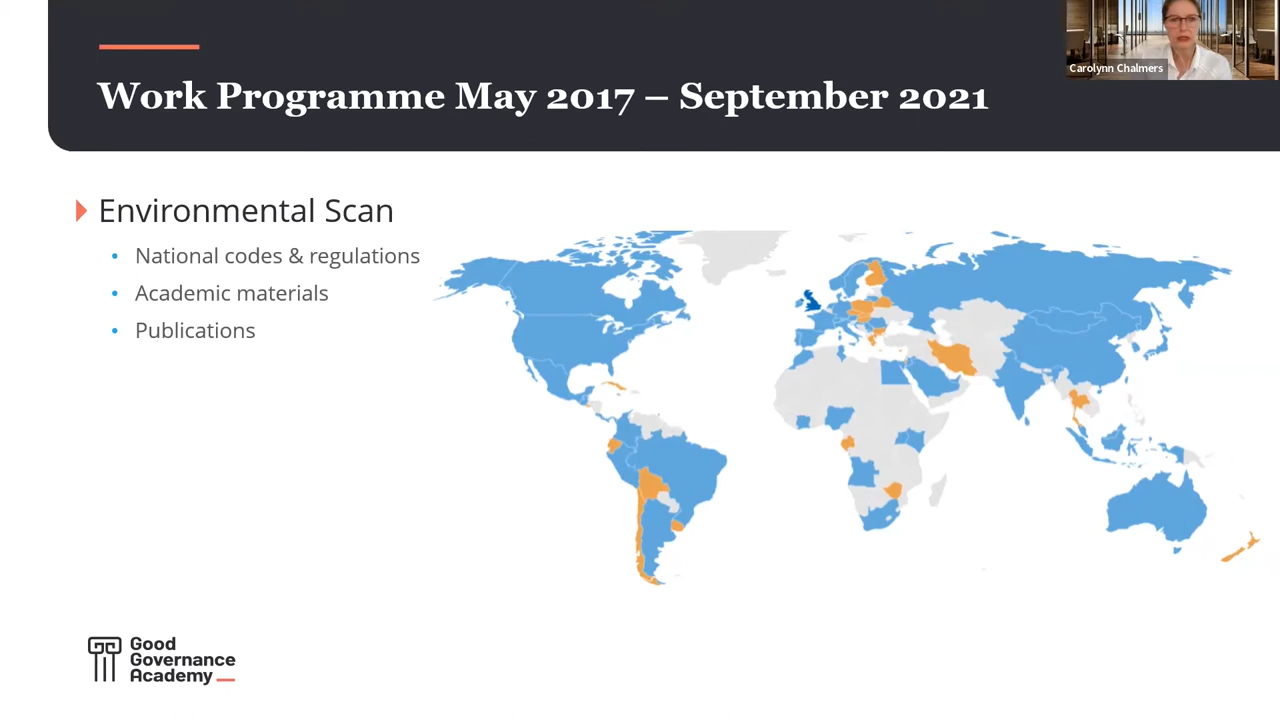 Carolynn Chalmers
Work Programme May 2017 – September 2021
Environmental Scan
National codes & regulations
Academic materials
Publications
Good
Governance
Academy